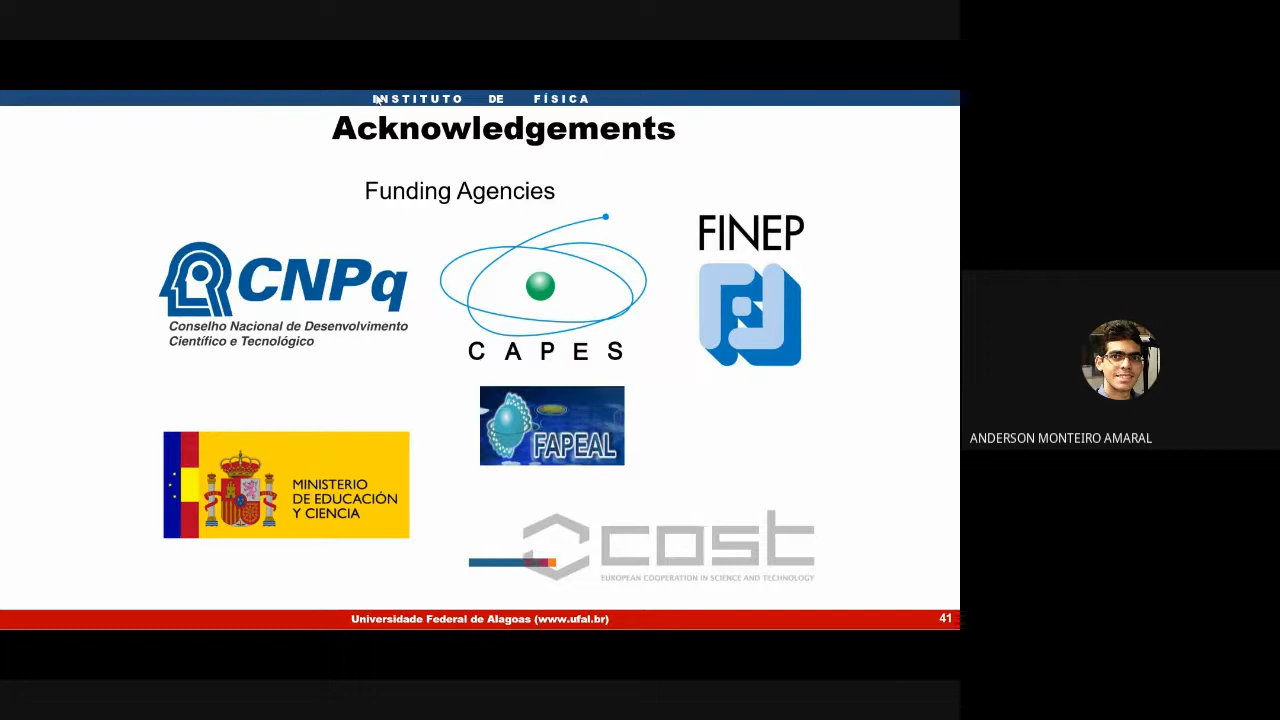 INSTITUTO DE FÍSICA
Acknowledgements
Funding Agencies
CNPq
Conselho Nacional de Desenvolvimento
Científico e Tecnológico
CAPES
FINEP
FAPEAL
MINISTERIO
DE EDUCACIÓN
Y CIENCIA
cost
EUROPEAN COOPERATION IN SCIENCE AND TECHNOLOGY
Universidade Federal de Alagoas (www.ufal.br)
41
ANDERSON MONTEIRO AMARAL